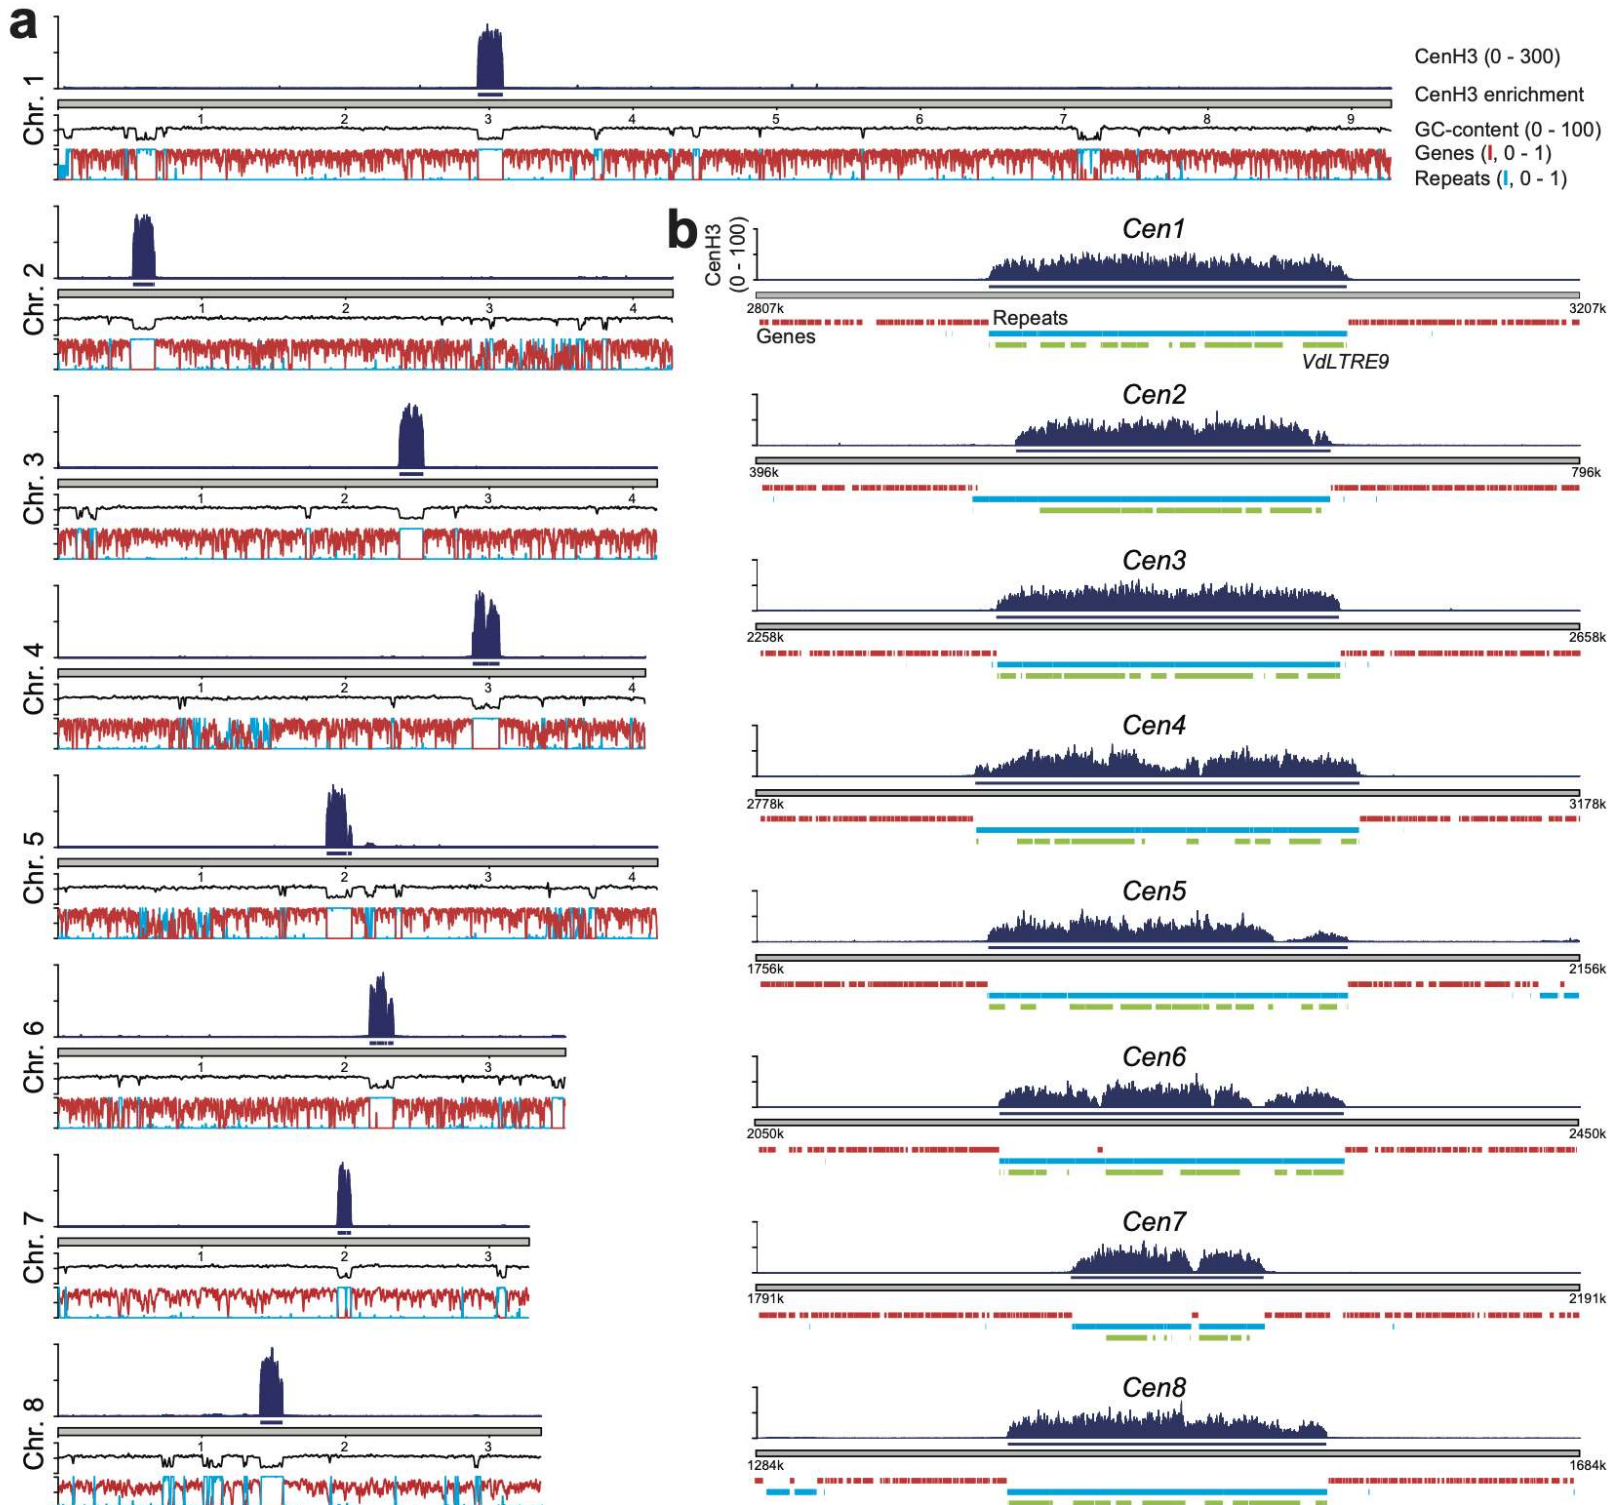 a
CenH3 (0 - 300)
CenH3 enrichment
GC-content (0 - 100)
Genes (I, 0 - 1)
Repeats (I, 0 - 1)
Chr. 1
1 2 3 4 5 6 7 8 9
Chr. 2
1 2 3 4
Chr. 3
1 2 3 4
Chr. 4
1 2 3 4
Chr. 5
1 2 3 4
Chr. 6
1 2 3
Chr. 7
1 2 3
Chr. 8
1 2 3
b
CenH3
(0 - 100)
Cen1
2807k 3207k
Repeats
Genes
VdLTRE9
Cen2
396k 796k
Cen3
2258k 2658k
Cen4
2778k 3178k
Cen5
1756k 2156k
Cen6
2050k 2450k
Cen7
1791k 2191k
Cen8
1284k 1684k